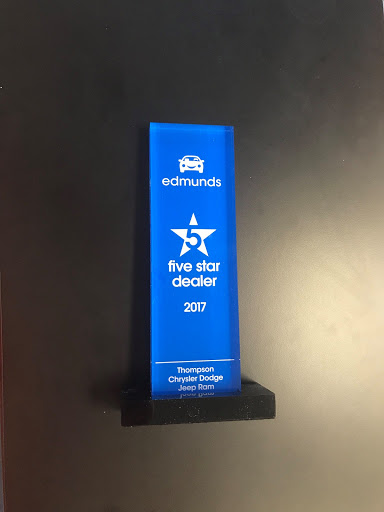 edmunds
5
five star
dealer
2017
Thompson
Chrysler Dodge
Jeep Ram